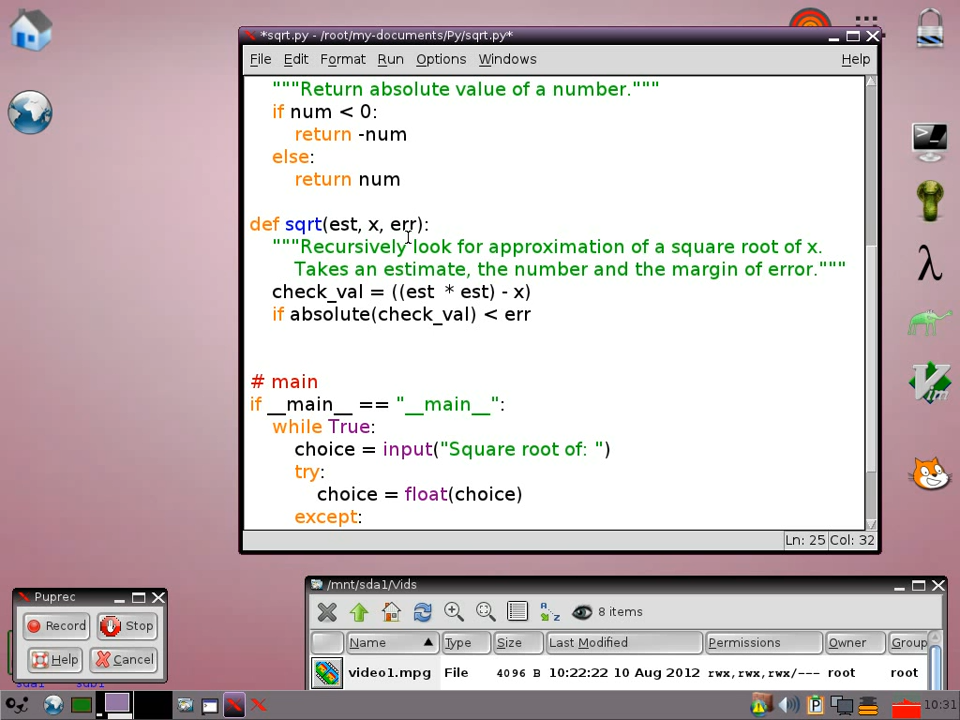 *sqrt.py - /root/my-documents/Py/sqrt.py*
File Edit Format Run Options Windows Help
"""Return absolute value of a number."""
if num < 0:
return -num
else:
return num
def sqrt(est, x, err):
"""Recursively look for approximation of a square root of x.
Takes an estimate, the number and the margin of error."""
check_val = ((est  * est) - x)
if absolute(check_val) < err
# main
if __main__ == "__main__":
while True:
choice = input("Square root of: ")
try:
choice = float(choice)
except:
Ln: 25 Col: 32
/mnt/sda1/Vids
8 items
Name Type Size Last Modified Permissions Owner Group
video1.mpg File 4096 B 10:22:22 10 Aug 2012 rwx,rwx,rwx/--- root root
Puprec
Record Stop
Help Cancel
Vim
10:31